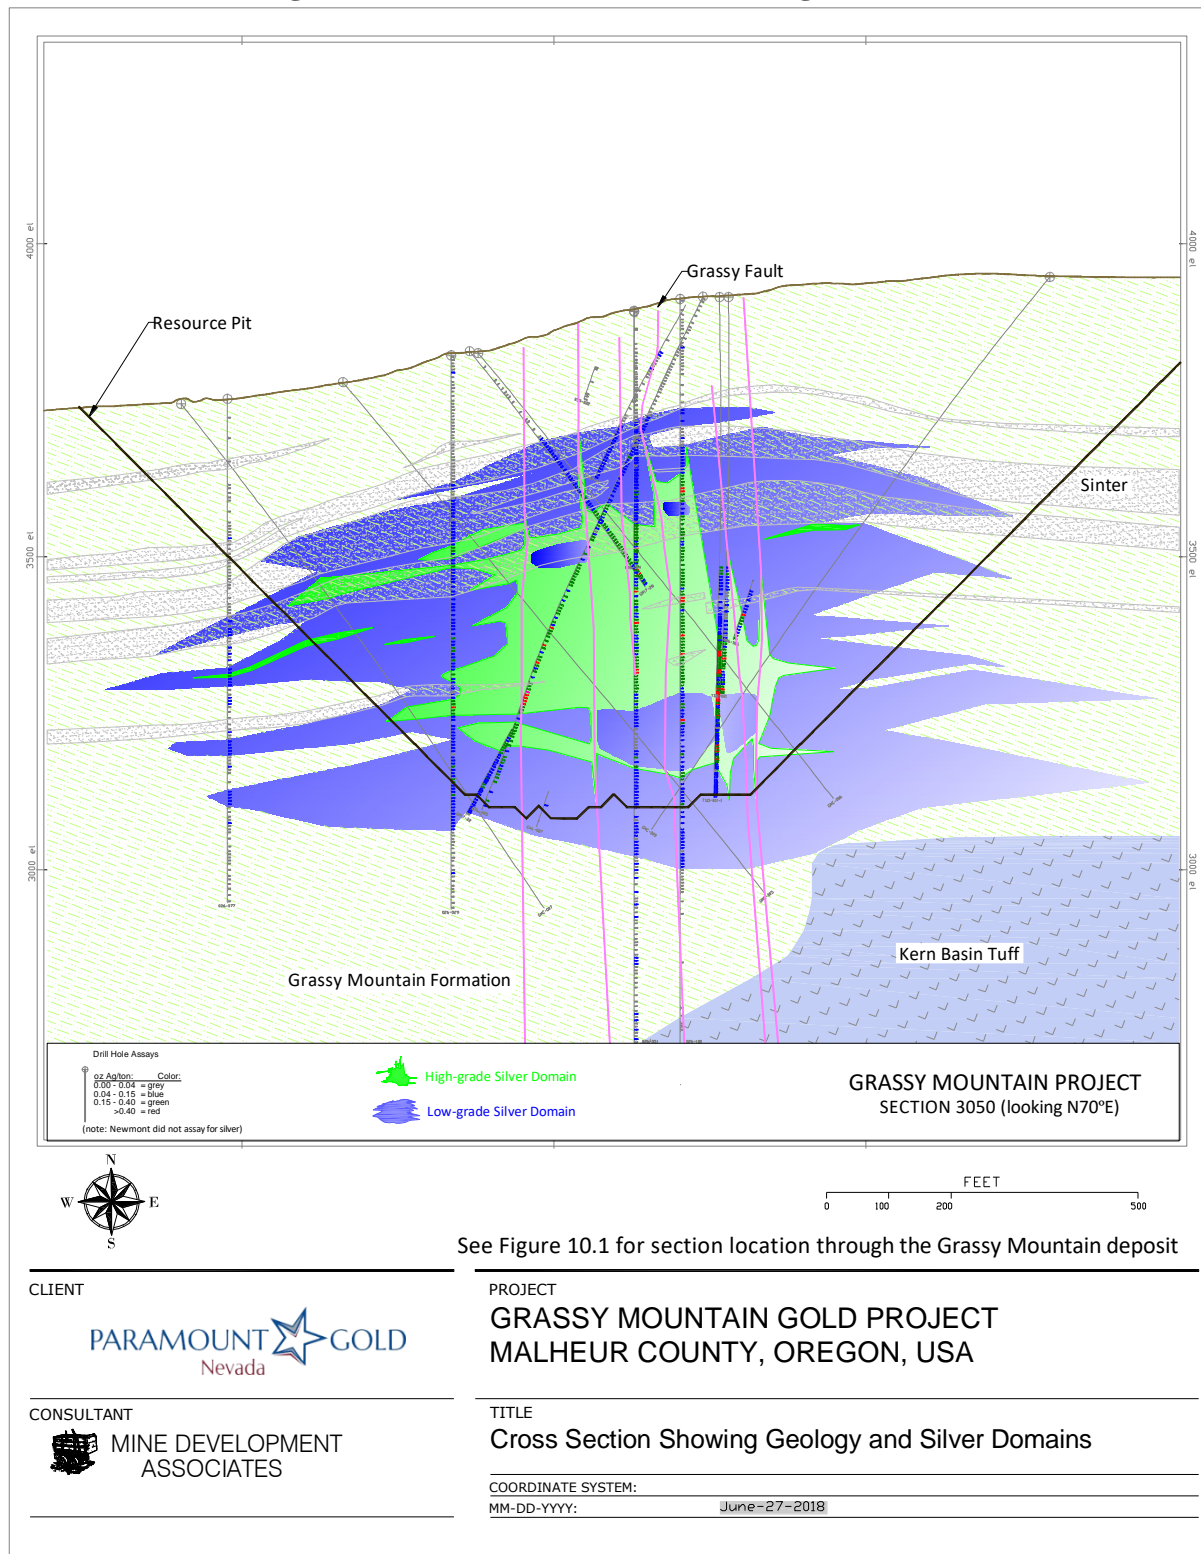 4000 el
4000 el
Grassy Fault
Resource Pit
Sinter
3500 el
3500 el
3000 el
3000 el
Kern Basin Tuff
Grassy Mountain Formation
Drill Hole Assays
oz Ag/ton: Color:
0.00 - 0.04 = grey
0.04 - 0.15 = blue
0.15 - 0.40 = green
>0.40 = red
(note: Newmont did not assay for silver)
High-grade Silver Domain
Low-grade Silver Domain
GRASSY MOUNTAIN PROJECT
SECTION 3050 (looking N70ºE)
N
W E
S
FEET
0 100 200 500
See Figure 10.1 for section location through the Grassy Mountain deposit
CLIENT
PARAMOUNT GOLD
Nevada
PROJECT
GRASSY MOUNTAIN GOLD PROJECT
MALHEUR COUNTY, OREGON, USA
CONSULTANT
MINE DEVELOPMENT
ASSOCIATES
TITLE
Cross Section Showing Geology and Silver Domains
COORDINATE SYSTEM:
MM-DD-YYYY: June-27-2018